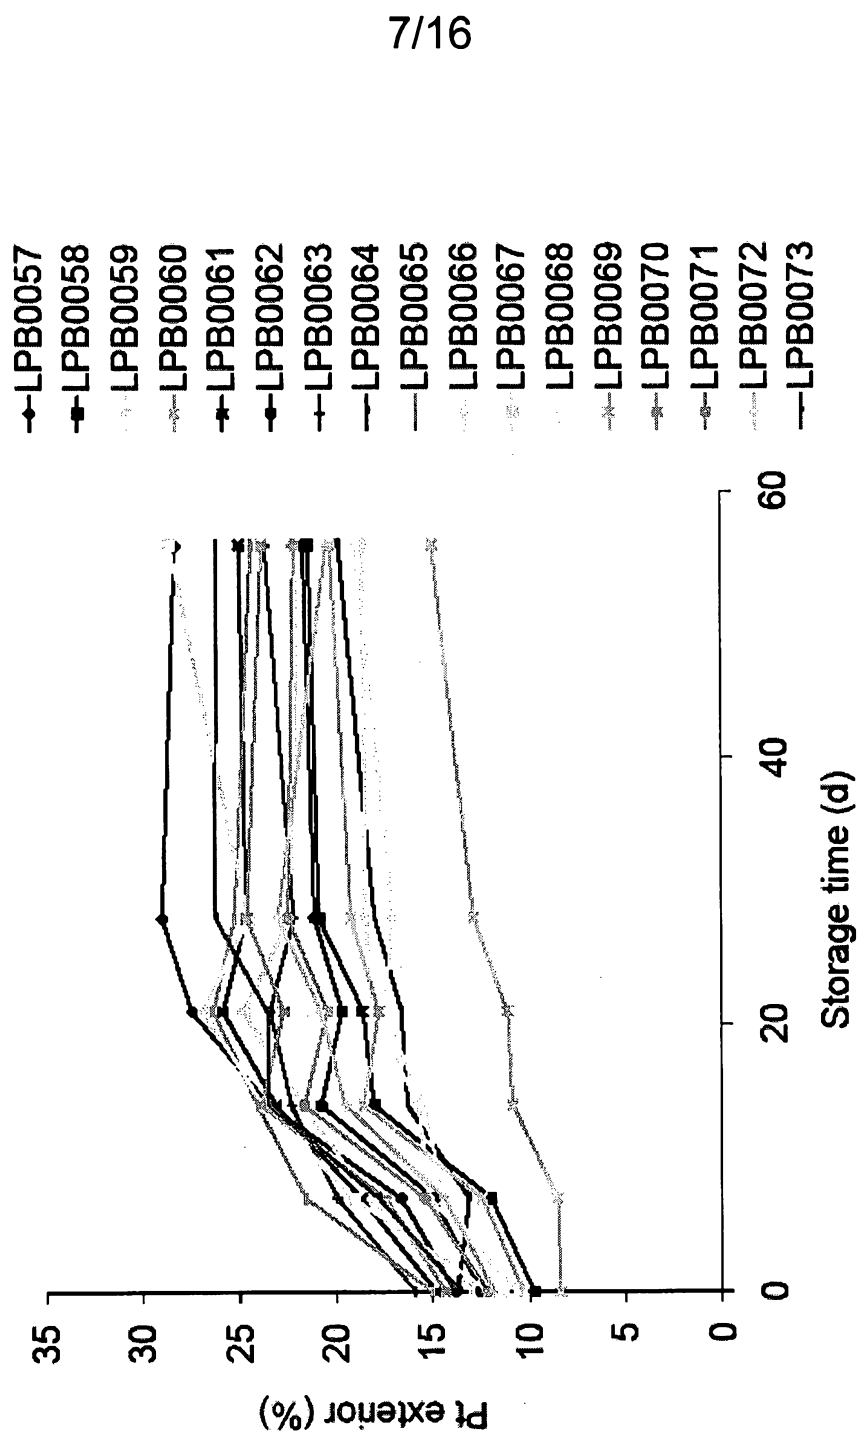 7/16
LPB0057
LPB0058
LPB0059
LPB0060
LPB0061
LPB0062
LPB0063
LPB0064
LPB0065
LPB0066
LPB0067
LPB0068
LPB0069
LPB0070
LPB0071
LPB0072
LPB0073
35
30
25
20
15
10
5
0
Pt exterior (%)
0
20
40
60
Storage time (d)